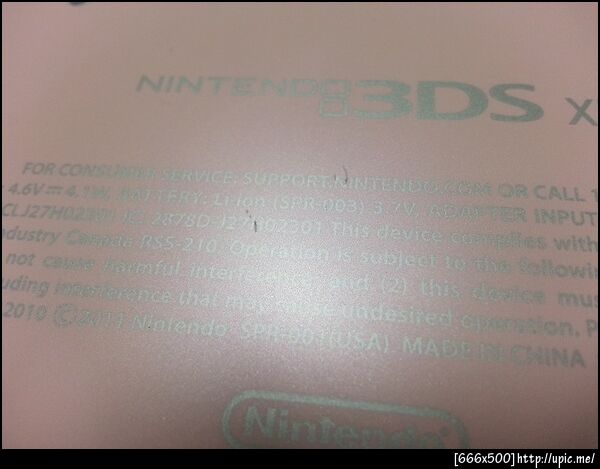 NINTENDO 3DS X
FOR CONSUMER SERVICE: SUPPORT.NINTENDO.COM OR CALL 1
4.6V⎓4.1W, BATTERY: Li-ion (SPR-003) 3.7V, ADAPTER INPUT
CLJ27H02301 IC: 2878D-J27H02301 This device complies with
ndustry Canada RSS-210. Operation is subject to the followin
not cause harmful interference, and (2) this device mus
uding interference that may cause undesired operation. P
2010 ©2011 Nintendo SPR-001(USA) MADE IN CHINA
Nintendo
[666x500]http://upic.me/